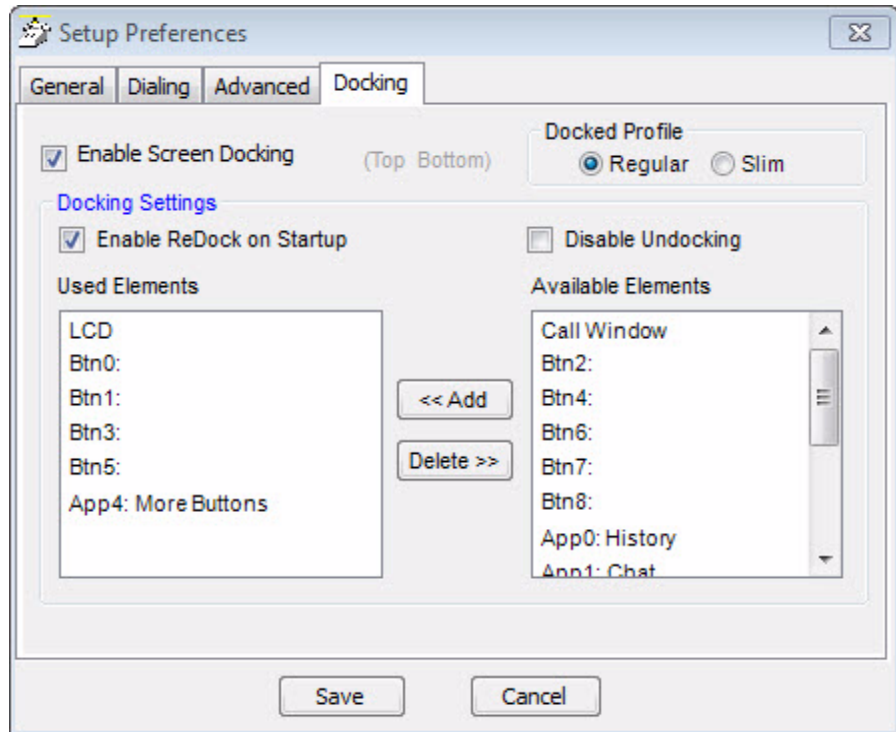 Setup Preferences
General Dialing Advanced Docking
Enable Screen Docking (Top Bottom)
Docked Profile
Regular Slim
Docking Settings
Enable ReDock on Startup Disable Undocking
Used Elements
LCD
Btn0:
Btn1:
Btn3:
Btn5:
App4: More Buttons
<< Add
Delete >>
Available Elements
Call Window
Btn2:
Btn4:
Btn6:
Btn7:
Btn8:
App0: History
App1: Chat
Save Cancel